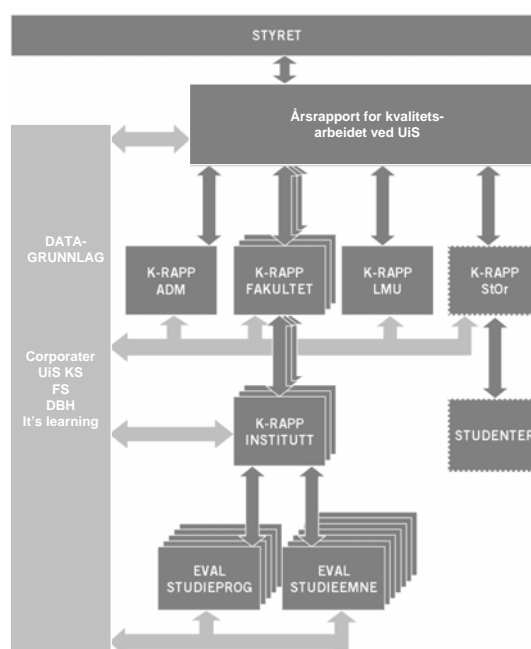 STYRET
Årsrapport for kvalitets-
arbeidet ved UiS
DATA-
GRUNNLAG
K-RAPP
ADM
K-RAPP
FAKULTET
K-RAPP
LMU
K-RAPP
StOr
Corporater
UiS KS
FS
DBH
It's learning
K-RAPP
INSTITUTT
STUDENTER
EVAL
STUDIEPROG
EVAL
STUDIEEMNE